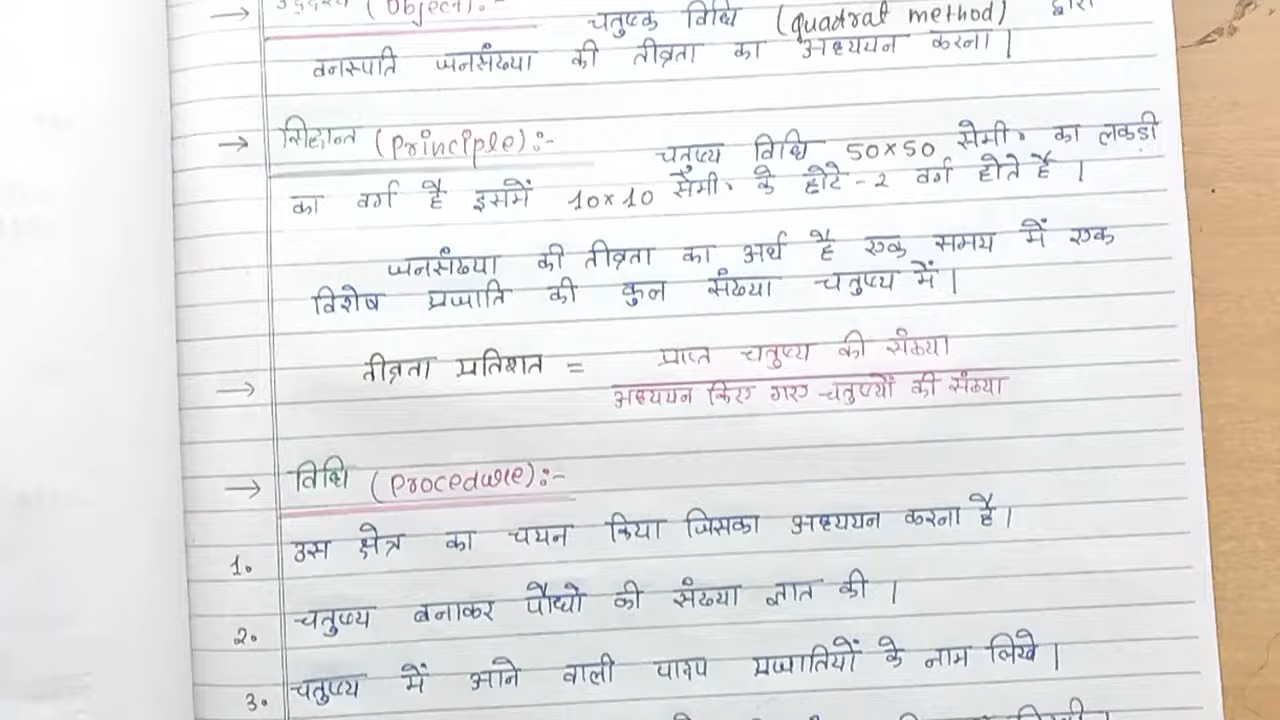 → उद्देश्य (Object):-
चतुष्क विधि (quadrat method) द्वारा
वनस्पति जनसंख्या की तीव्रता का अध्ययन करना।
→ सिद्धान्त (Principle):-
चतुष्य विधि 50×50 सेमी. का लकड़ी
का वर्ग है इसमें 10×10 सेमी. के छोटे-2 वर्ग होते है।
जनसंख्या की तीव्रता का अर्थ है एक समय में एक
विशेष प्रजाति की कुल संख्या चतुष्य में।
प्राप्त चतुष्य की संख्या
→ तीव्रता प्रतिशत =
अध्ययन किए गए चतुष्यों की संख्या
→ विधि (Procedure):-
1. उस क्षेत्र का चयन किया जिसका अध्ययन करना है।
2. चतुष्य बनाकर पौधो की संख्या ज्ञात की।
3. चतुष्य में आने वाली पादप प्रजातियों के नाम लिखे।